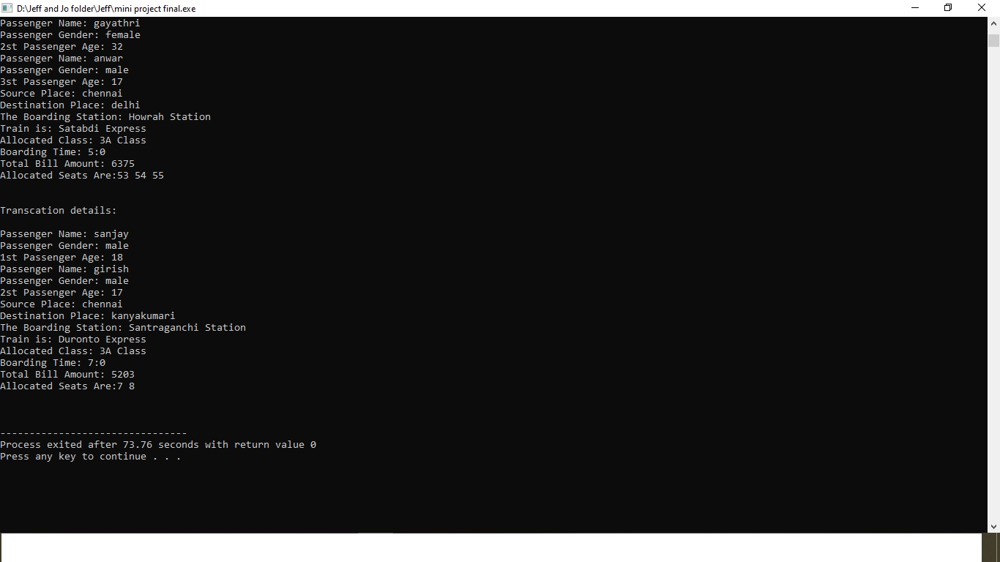 D:\Jeff and Jo folder\Jeff\mini project final.exe
Passenger Name: gayathri
Passenger Gender: female
2st Passenger Age: 32
Passenger Name: anwar
Passenger Gender: male
3st Passenger Age: 17
Source Place: chennai
Destination Place: delhi
The Boarding Station: Howrah Station
Train is: Satabdi Express
Allocated Class: 3A Class
Boarding Time: 5:0
Total Bill Amount: 6375
Allocated Seats Are:53 54 55
Transcation details:
Passenger Name: sanjay
Passenger Gender: male
1st Passenger Age: 18
Passenger Name: girish
Passenger Gender: male
2st Passenger Age: 17
Source Place: chennai
Destination Place: kanyakumari
The Boarding Station: Santraganchi Station
Train is: Duronto Express
Allocated Class: 3A Class
Boarding Time: 7:0
Total Bill Amount: 5203
Allocated Seats Are:7 8
--------------------------------
Process exited after 73.76 seconds with return value 0
Press any key to continue . . .